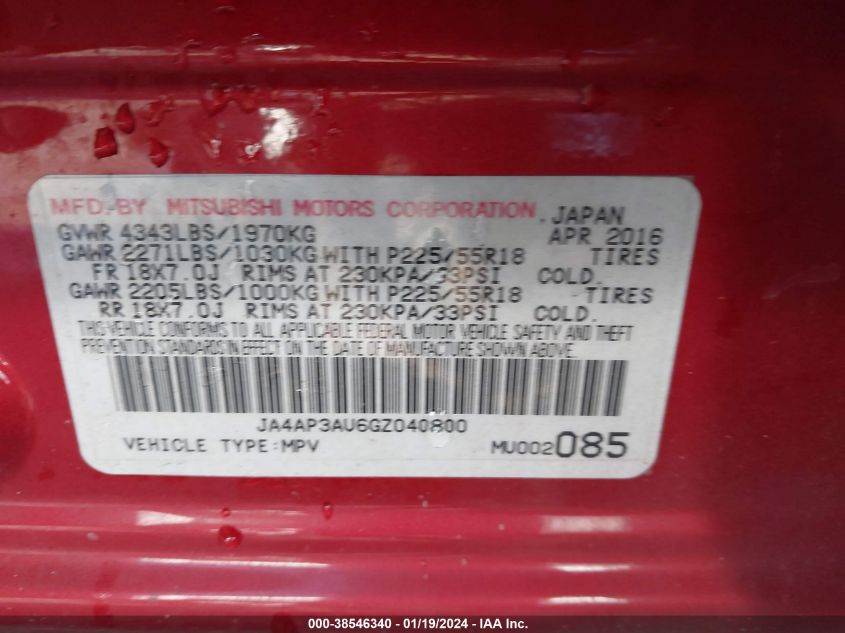 MFD.BY MITSUBISHI MOTORS CORPORATION, JAPAN
GVWR 4343LBS/1970KG APR 2016
GAWR 2271LBS/1030KG WITH P225/55R18 TIRES
FR 18X7.0J RIMS AT 230KPA/33PSI COLD.
GAWR 2205LBS/1000KG WITH P225/55R18 TIRES
RR 18X7.0J RIMS AT 230KPA/33PSI COLD.
THIS VEHICLE CONFORMS TO ALL APPLICABLE FEDERAL MOTOR VEHICLE SAFETY AND THEFT
PREVENTION STANDARDS IN EFFECT ON THE DATE OF MANUFACTURE SHOWN ABOVE.
JA4AP3AU6GZ040800
VEHICLE TYPE:MPV MU002085
000-38546340 - 01/19/2024 - IAA Inc.